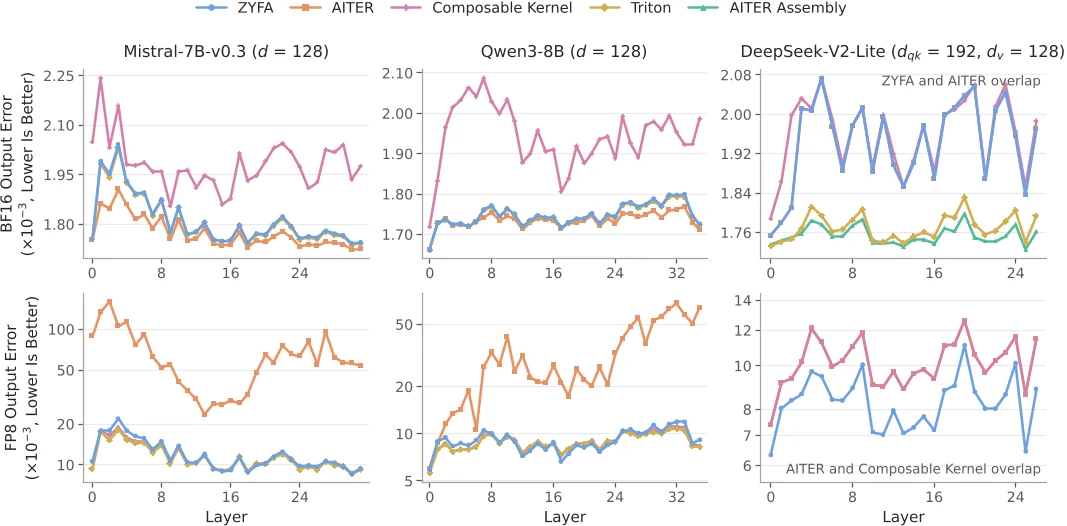 ZYFA AITER Composable Kernel Triton AITER Assembly
Mistral-7B-v0.3 (d = 128)
BF16 Output Error
(×10⁻³, Lower Is Better)
2.25
2.10
1.95
1.80
0 8 16 24
Qwen3-8B (d = 128)
2.10
2.00
1.90
1.80
1.70
0 8 16 24 32
DeepSeek-V2-Lite (d_qk = 192, d_v = 128)
ZYFA and AITER overlap
2.08
2.00
1.92
1.84
1.76
0 8 16 24
FP8 Output Error
(×10⁻³, Lower Is Better)
100
50
20
10
0 8 16 24
Layer
50
20
10
5
0 8 16 24 32
Layer
14
12
10
8
7
6
AITER and Composable Kernel overlap
0 8 16 24
Layer